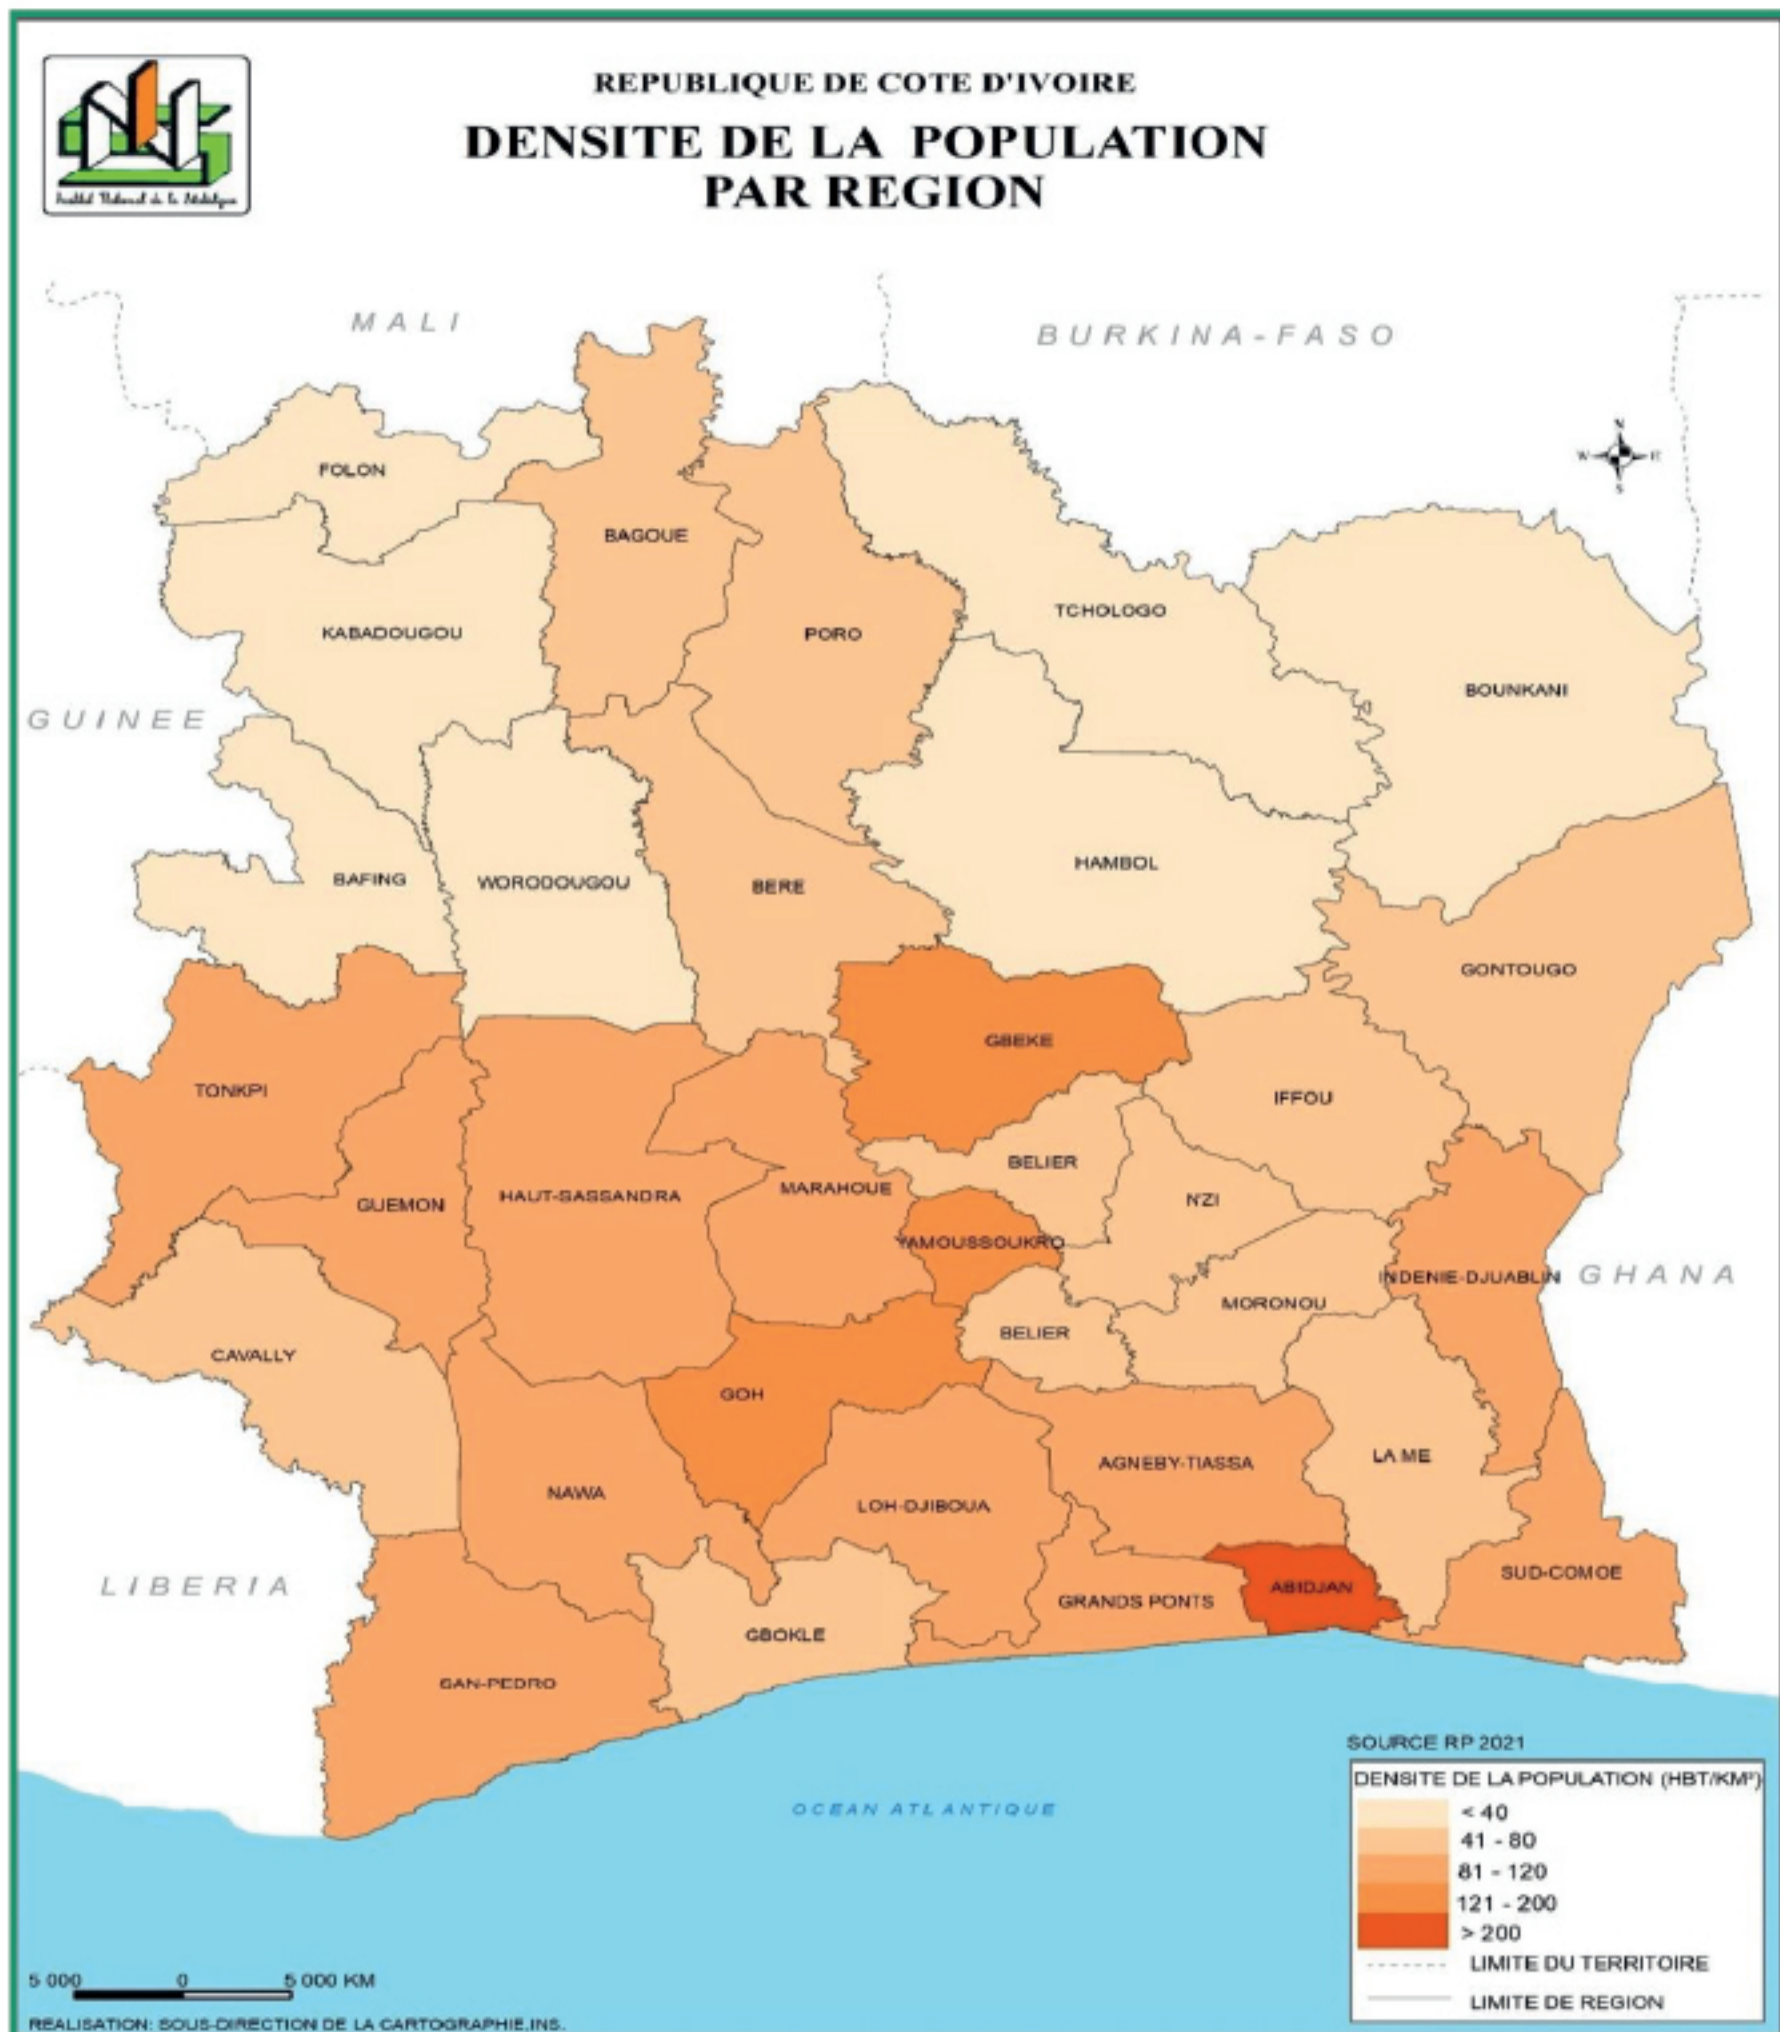 REPUBLIQUE DE COTE D'IVOIRE
DENSITE DE LA POPULATION
PAR REGION
MALI
BURKINA-FASO
N
W
E
S
FOLON
BAGOUE
TCHOLOGO
KABADOUGOU
PORO
BOUNKANI
GUINEE
HAMBOL
BAFING
WORODOUGOU
BERE
GONTOUGO
GBEKE
TONKPI
IFFOU
BELIER
GUEMON
HAUT-SASSANDRA
MARAHOUE
N'ZI
YAMOUSSOUKRO
INDENIE-DJUABLIN
GHANA
MORONOU
BELIER
CAVALLY
GOH
LA ME
AGNEBY-TIASSA
NAWA
LOH-DJIBOUA
LIBERIA
SUD-COMOE
ABIDJAN
GRANDS PONTS
GBOKLE
SAN-PEDRO
OCEAN ATLANTIQUE
SOURCE RP 2021
DENSITE DE LA POPULATION (HBT/KM²)
< 40
41 - 80
81 - 120
121 - 200
> 200
LIMITE DU TERRITOIRE
LIMITE DE REGION
5 000 0 5 000 KM
REALISATION: SOUS-DIRECTION DE LA CARTOGRAPHIE.INS.